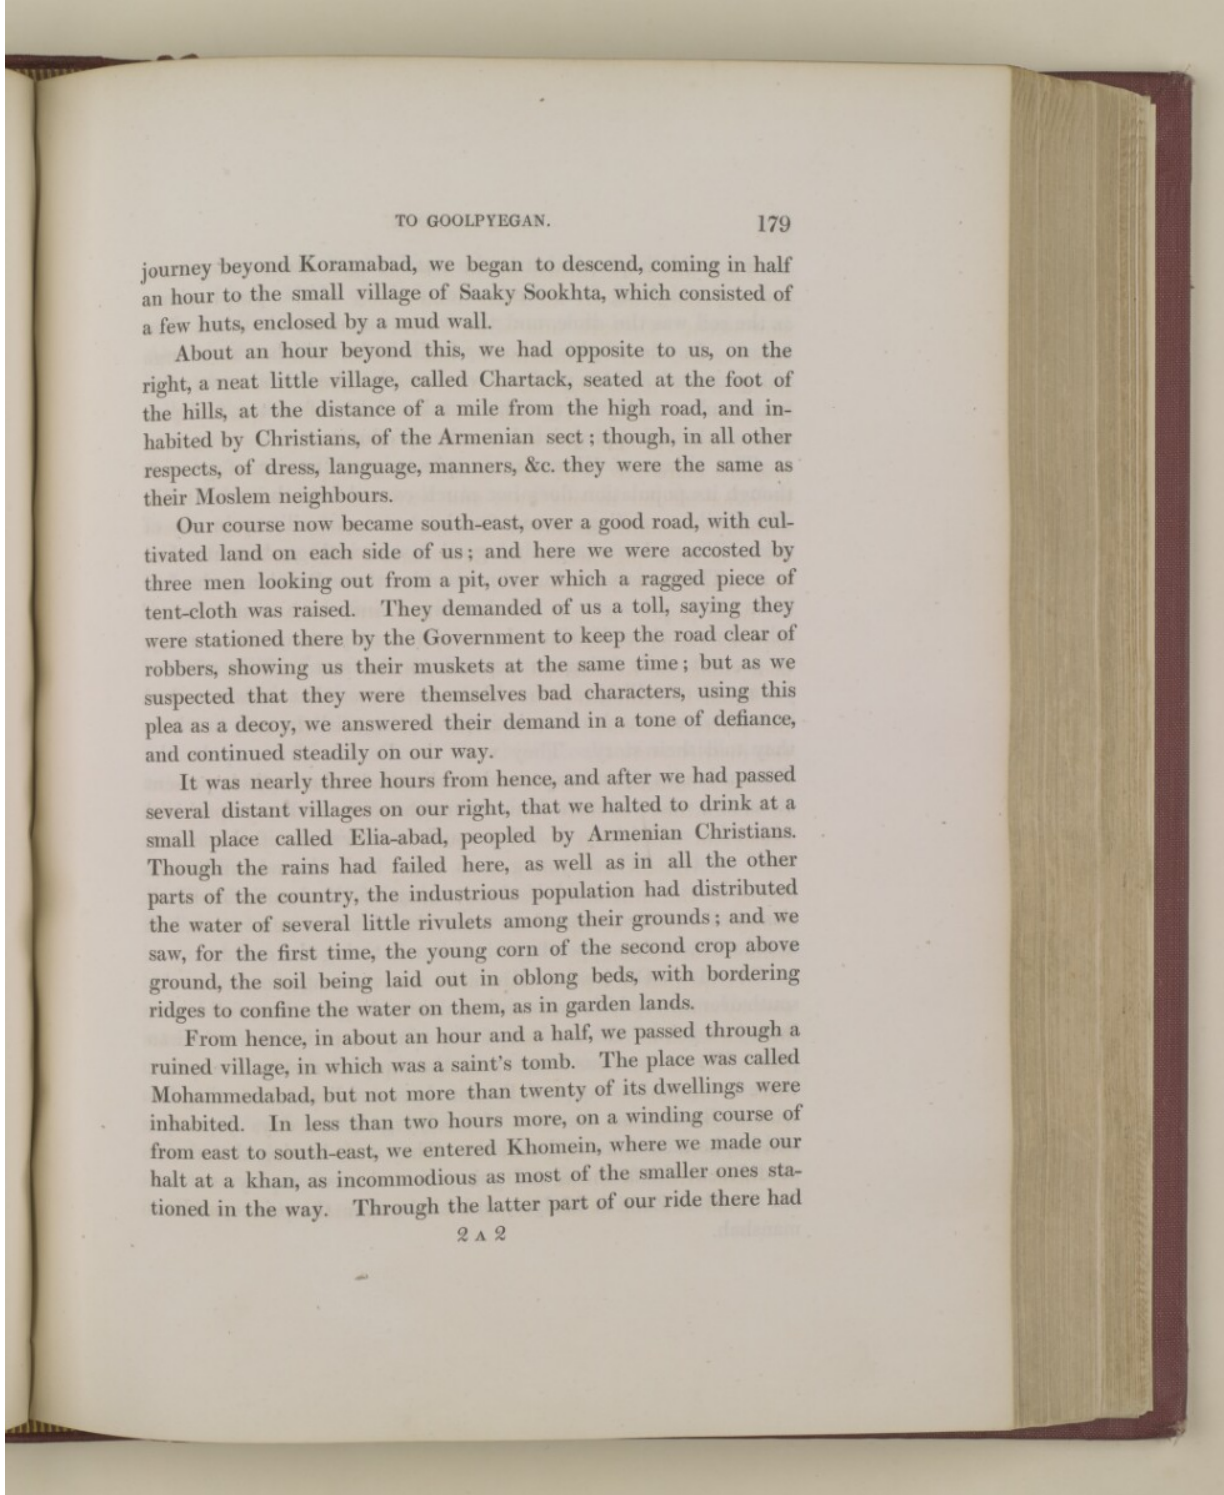 TO GOOLPYEGAN. 179
journey beyond Koramabad, we began to descend, coming in half
an hour to the small village of Saaky Sookhta, which consisted of
a few huts, enclosed by a mud wall.
About an hour beyond this, we had opposite to us, on the
right, a neat little village, called Chartack, seated at the foot of
the hills, at the distance of a mile from the high road, and in-
habited by Christians, of the Armenian sect; though, in all other
respects, of dress, language, manners, &c. they were the same as
their Moslem neighbours.
Our course now became south-east, over a good road, with cul-
tivated land on each side of us; and here we were accosted by
three men looking out from a pit, over which a ragged piece of
tent-cloth was raised. They demanded of us a toll, saying they
were stationed there by the Government to keep the road clear of
robbers, showing us their muskets at the same time; but as we
suspected that they were themselves bad characters, using this
plea as a decoy, we answered their demand in a tone of defiance,
and continued steadily on our way.
It was nearly three hours from hence, and after we had passed
several distant villages on our right, that we halted to drink at a
small place called Elia-abad, peopled by Armenian Christians.
Though the rains had failed here, as well as in all the other
parts of the country, the industrious population had distributed
the water of several little rivulets among their grounds; and we
saw, for the first time, the young corn of the second crop above
ground, the soil being laid out in oblong beds, with bordering
ridges to confine the water on them, as in garden lands.
From hence, in about an hour and a half, we passed through a
ruined village, in which was a saint's tomb. The place was called
Mohammedabad, but not more than twenty of its dwellings were
inhabited. In less than two hours more, on a winding course of
from east to south-east, we entered Khomein, where we made our
halt at a khan, as incommodious as most of the smaller ones sta-
tioned in the way. Through the latter part of our ride there had
2 A 2